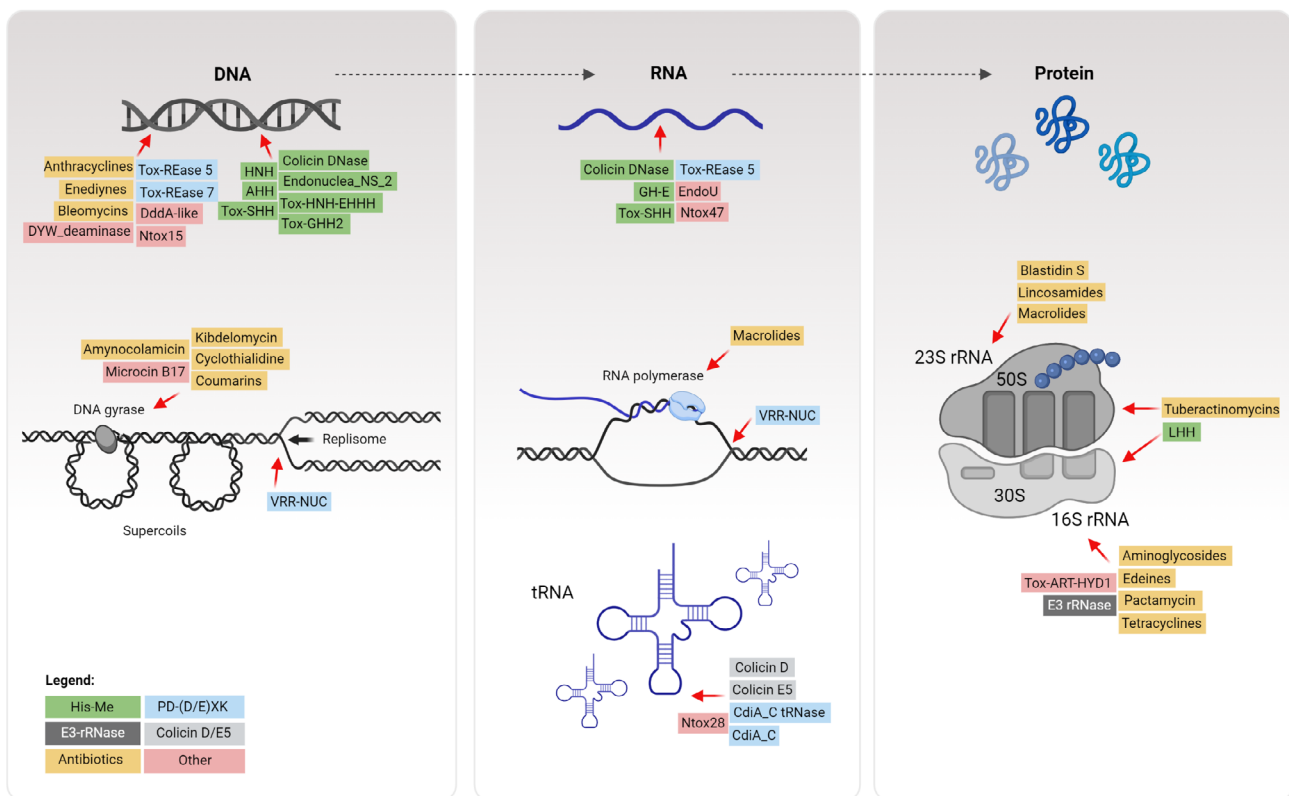 DNA
RNA
Protein
Anthracyclines
Enediynes
Bleomycins
DYW_deaminase
Tox-REase 5
Tox-REase 7
DddA-like
Ntox15
HNH
AHH
Tox-SHH
Colicin DNase
Endonuclea_NS_2
Tox-HNH-EHHH
Tox-GHH2
Amynocolamicin
Microcin B17
Kibdelomycin
Cyclothialidine
Coumarins
DNA gyrase
Replisome
VRR-NUC
Supercoils
Legend:
His-Me
PD-(D/E)XK
E3-rRNase
Colicin D/E5
Antibiotics
Other
Colicin DNase
GH-E
Tox-SHH
Tox-REase 5
EndoU
Ntox47
Macrolides
RNA polymerase
VRR-NUC
tRNA
Colicin D
Colicin E5
Ntox28
CdiA_C tRNase
CdiA_C
Blastidin S
Lincosamides
Macrolides
23S rRNA
50S
Tuberactinomycins
LHH
30S
16S rRNA
Tox-ART-HYD1
E3 rRNase
Aminoglycosides
Edeines
Pactamycin
Tetracyclines